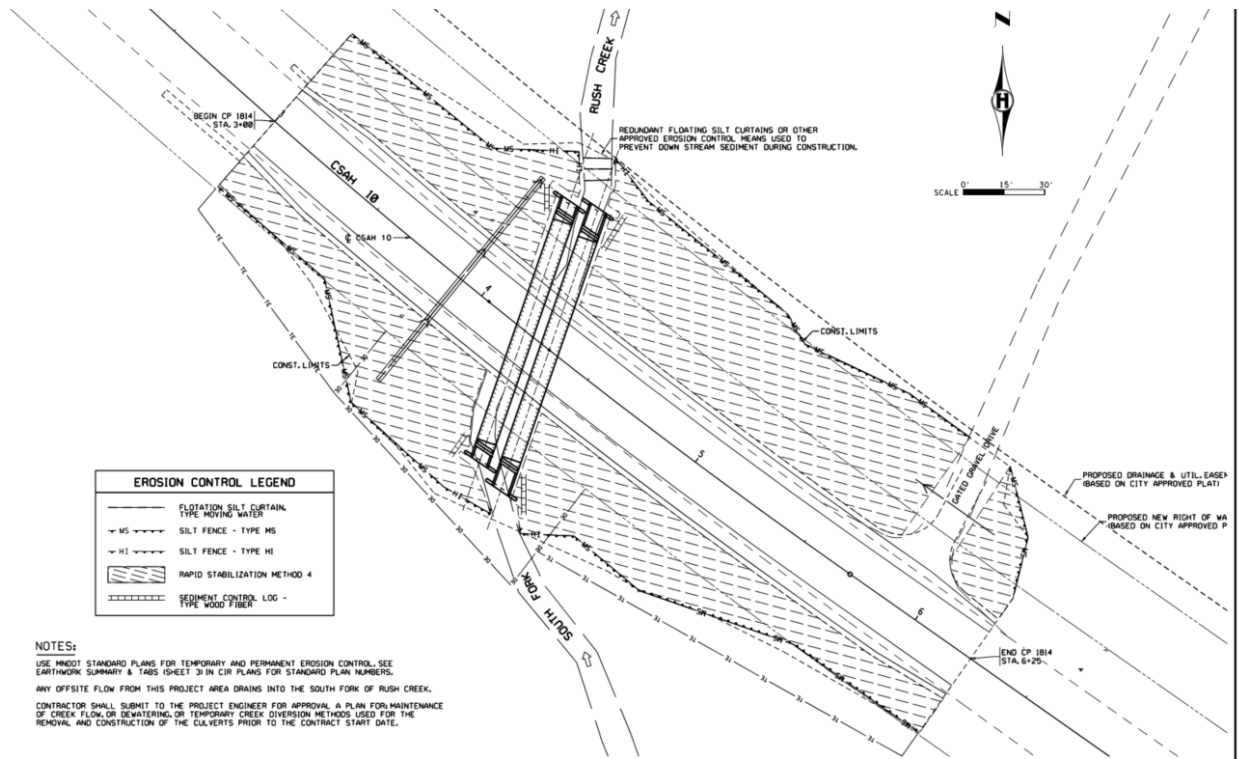 RUSH CREEK
N
H
REDUNDANT FLOATING SILT CURTAINS OR OTHER
APPROVED EROSION CONTROL MEANS USED TO
PREVENT DOWN STREAM SEDIMENT DURING CONSTRUCTION.
BEGIN CP 1814
STA. 3+00
CSAH 10
SCALE 0' 15' 30'
℄ CSAH 10
4
CONST. LIMITS
CONST. LIMITS
5
GATED GRAVEL DRIVE
PROPOSED DRAINAGE & UTIL. EASEN
(BASED ON CITY APPROVED PLAT)
PROPOSED NEW RIGHT OF WA
(BASED ON CITY APPROVED P
6
END CP 1814
STA. 6+25
SOUTH FORK
MS
HI
TE
EROSION CONTROL LEGEND
FLOTATION SILT CURTAIN,
TYPE MOVING WATER
MS SILT FENCE - TYPE MS
HI SILT FENCE - TYPE HI
RAPID STABILIZATION METHOD 4
SEDIMENT CONTROL LOG -
TYPE WOOD FIBER
NOTES:
USE MNDOT STANDARD PLANS FOR TEMPORARY AND PERMANENT EROSION CONTROL. SEE
EARTHWORK SUMMARY & TABS (SHEET 3) IN CIR PLANS FOR STANDARD PLAN NUMBERS.
ANY OFFSITE FLOW FROM THIS PROJECT AREA DRAINS INTO THE SOUTH FORK OF RUSH CREEK.
CONTRACTOR SHALL SUBMIT TO THE PROJECT ENGINEER FOR APPROVAL A PLAN FOR: MAINTENANCE
OF CREEK FLOW, OR DEWATERING, OR TEMPORARY CREEK DIVERSION METHODS USED FOR THE
REMOVAL AND CONSTRUCTION OF THE CULVERTS PRIOR TO THE CONTRACT START DATE.